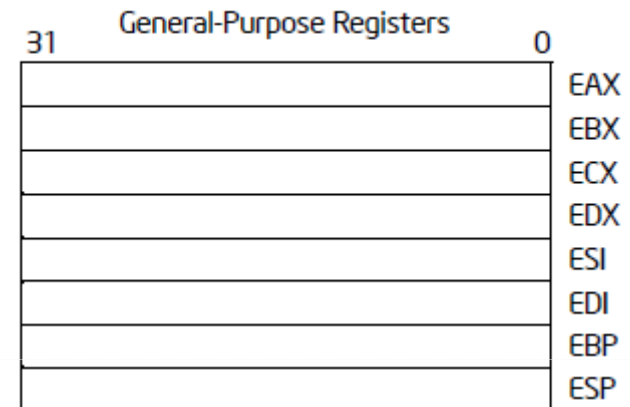 General-Purpose Registers
31 0
EAX
EBX
ECX
EDX
ESI
EDI
EBP
ESP